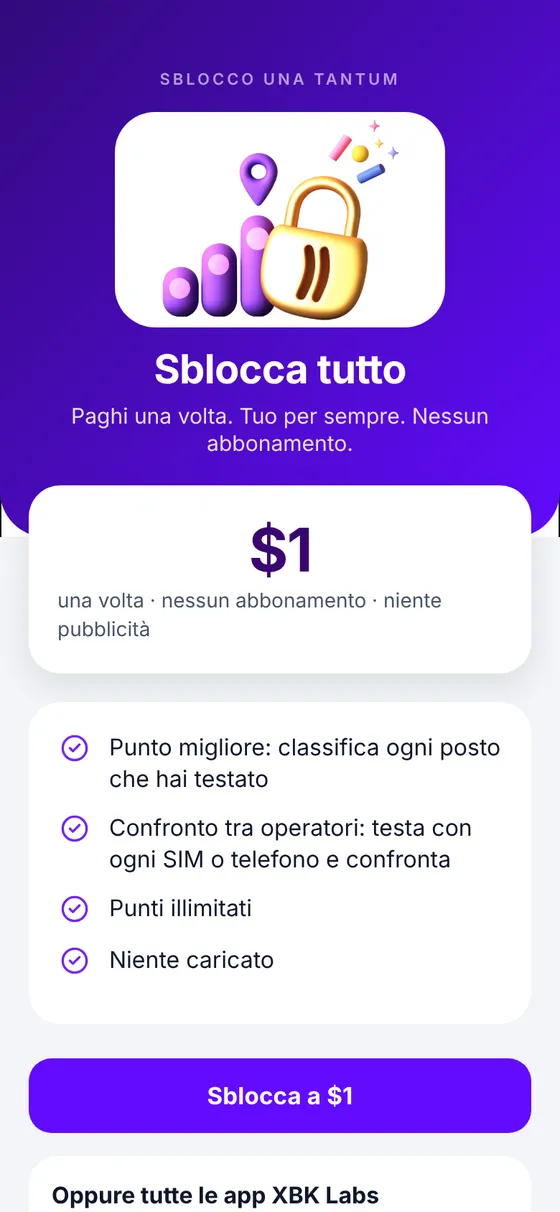 SBLOCCO UNA TANTUM
Sblocca tutto
Paghi una volta. Tuo per sempre. Nessun
abbonamento.
$1
una volta · nessun abbonamento · niente
pubblicità
Punto migliore: classifica ogni posto
che hai testato
Confronto tra operatori: testa con
ogni SIM o telefono e confronta
Punti illimitati
Niente caricato
Sblocca a $1
Oppure tutte le app XBK Labs